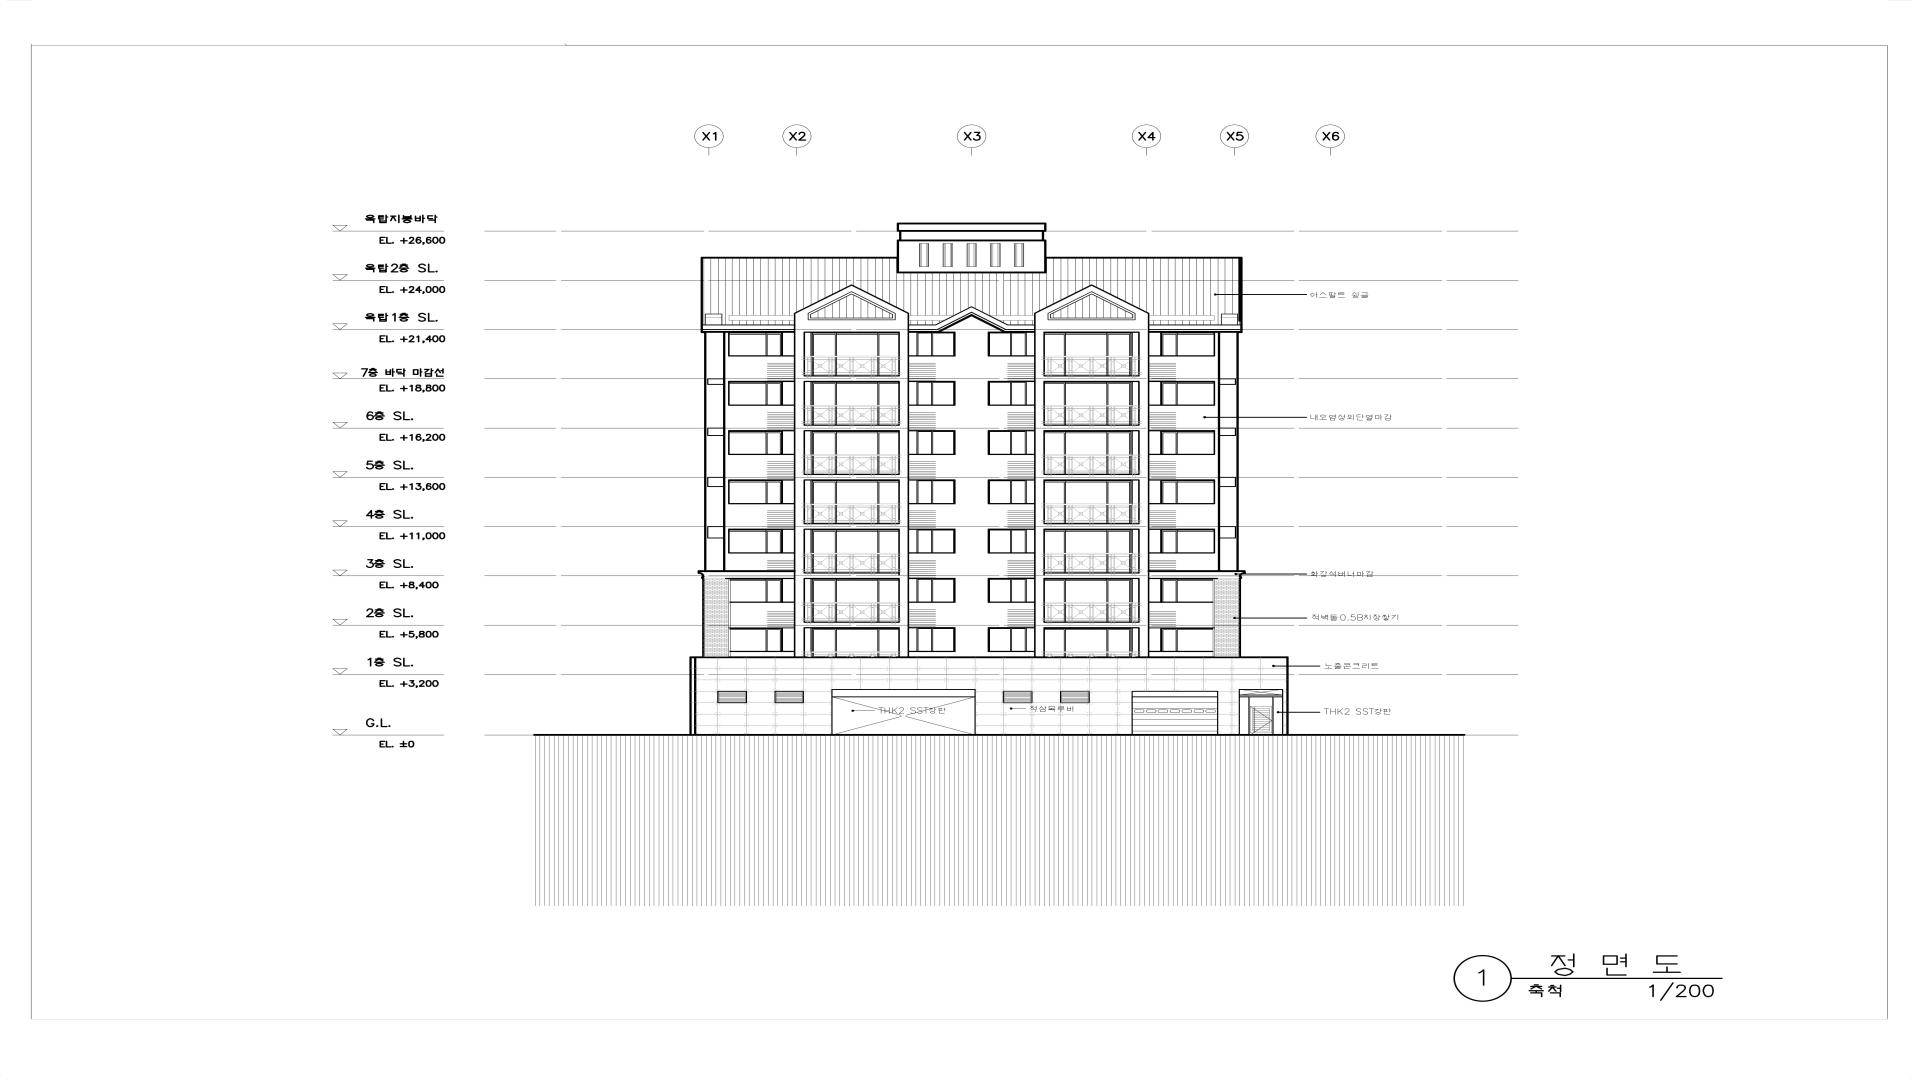 X1 X2 X3 X4 X5 X6
옥탑지붕바닥
EL. +26,600
옥탑2층 SL.
EL. +24,000
아스팔트 슁글
옥탑1층 SL.
EL. +21,400
7층 바닥 마감선
EL. +18,800
6층 SL.
내오염성외단열마감
EL. +16,200
5층 SL.
EL. +13,600
4층 SL.
EL. +11,000
3층 SL.
화강석버너마감
EL. +8,400
2층 SL.
적벽돌0.5B치장쌓기
EL. +5,800
1층 SL.
노출콘크리트
EL. +3,200
THK2 SST강판
적삼목루버
THK2 SST강판
G.L.
EL. ±0
1 정 면 도
축척 1/200